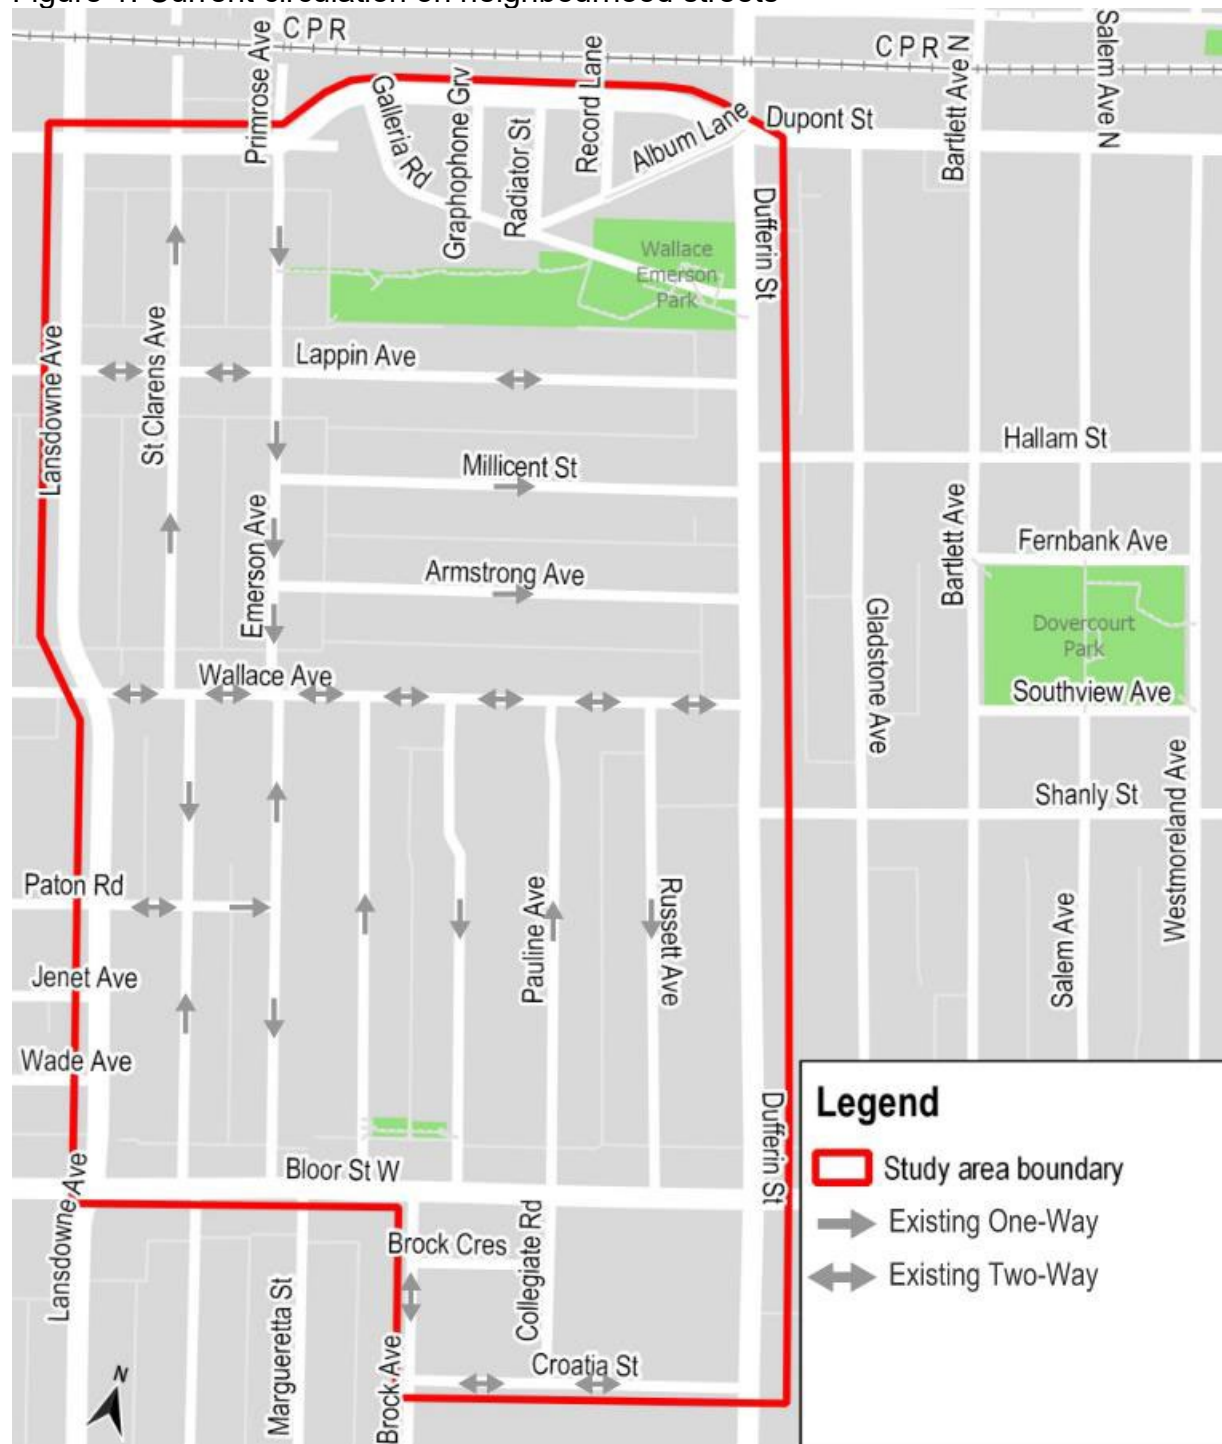 Figure 1: Current circulation on neighbourhood streets
CPR
CPR
Primrose Ave
Galleria Rd
Graphophone Grv
Radiator St
Record Lane
Album Lane
Dupont St
Bartlett Ave N
Salem Ave N
Dufferin St
Wallace
Emerson
Park
Lansdowne Ave
St Clarens Ave
Lappin Ave
Hallam St
Millicent St
Emerson Ave
Armstrong Ave
Bartlett Ave
Fernbank Ave
Dovercourt
Park
Gladstone Ave
Wallace Ave
Southview Ave
Westmoreland Ave
Shanly St
Paton Rd
Pauline Ave
Russett Ave
Salem Ave
Jenet Ave
Wade Ave
Dufferin St
Legend
Study area boundary
Existing One-Way
Existing Two-Way
Bloor St W
Lansdowne Ave
Brock Cres
Collegiate Rd
Margueretta St
Brock Ave
Croatia St
N